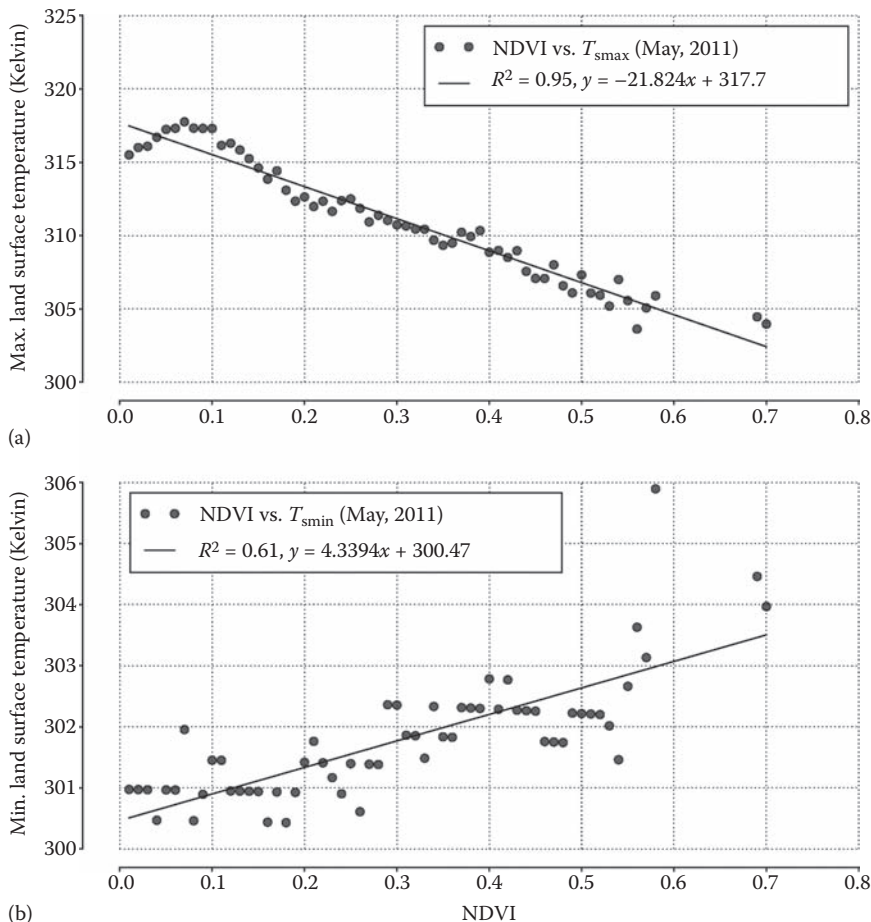 Max. land surface temperature (Kelvin)
325
320
315
310
305
300
NDVI vs. Tsmax (May, 2011)
R² = 0.95, y = −21.824x + 317.7
0.0 0.1 0.2 0.3 0.4 0.5 0.6 0.7 0.8
(a)
Min. land surface temperature (Kelvin)
306
305
304
303
302
301
300
NDVI vs. Tsmin (May, 2011)
R² = 0.61, y = 4.3394x + 300.47
0.0 0.1 0.2 0.3 0.4 0.5 0.6 0.7 0.8
(b)
NDVI